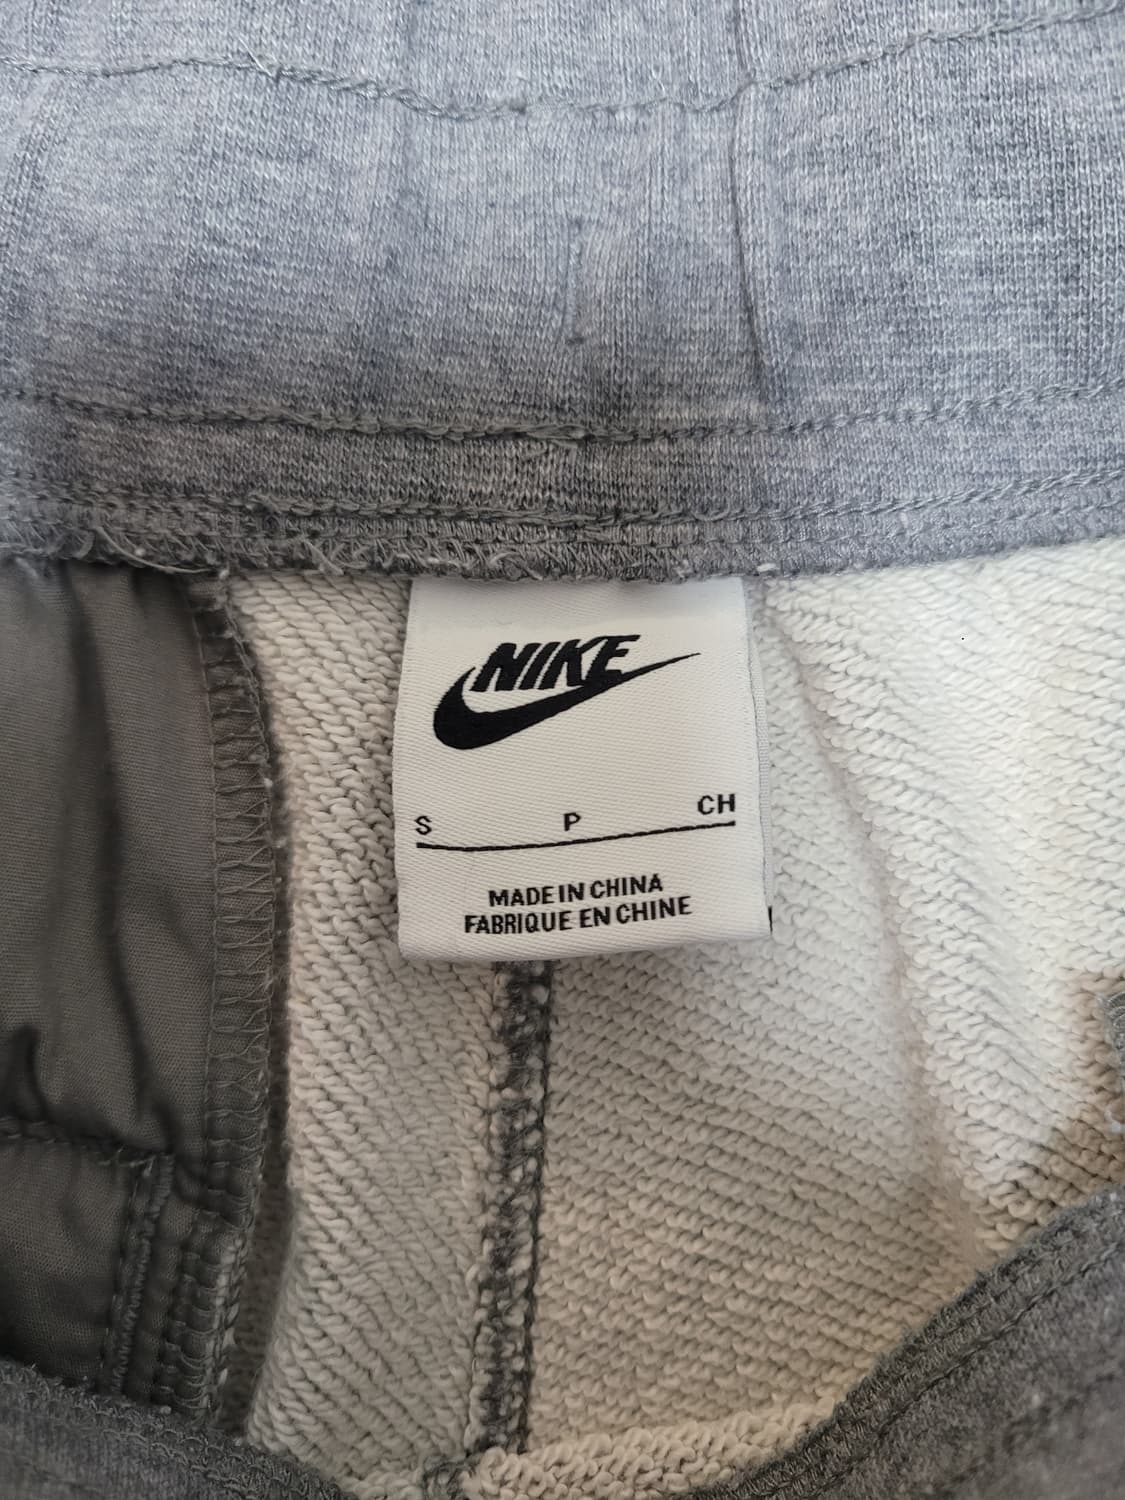 NIKE
S P CH
MADE IN CHINA
FABRIQUE EN CHINE